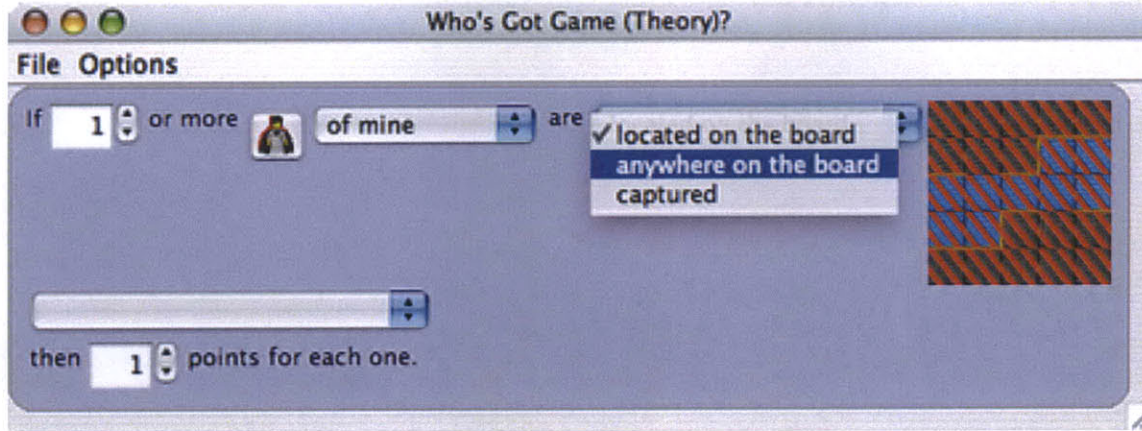 Who's Got Game (Theory)?
File Options
If 1 or more of mine are
✓ located on the board
anywhere on the board
captured
then 1 points for each one.